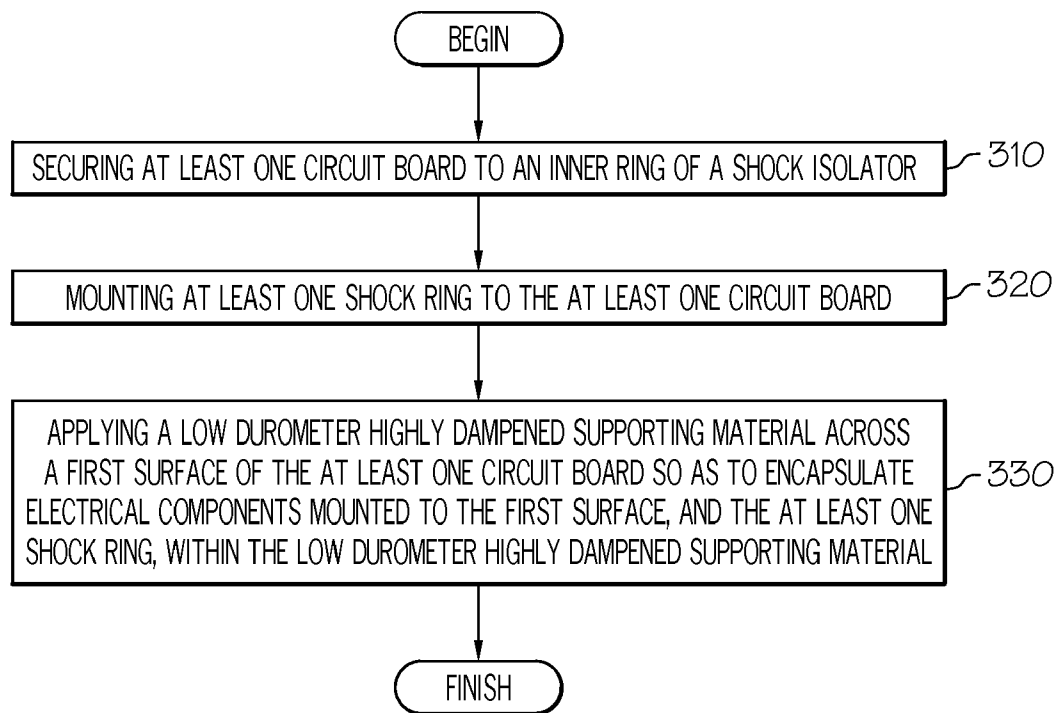 BEGIN
SECURING AT LEAST ONE CIRCUIT BOARD TO AN INNER RING OF A SHOCK ISOLATOR
310
MOUNTING AT LEAST ONE SHOCK RING TO THE AT LEAST ONE CIRCUIT BOARD
320
APPLYING A LOW DUROMETER HIGHLY DAMPENED SUPPORTING MATERIAL ACROSS
A FIRST SURFACE OF THE AT LEAST ONE CIRCUIT BOARD SO AS TO ENCAPSULATE
ELECTRICAL COMPONENTS MOUNTED TO THE FIRST SURFACE, AND THE AT LEAST ONE
SHOCK RING, WITHIN THE LOW DUROMETER HIGHLY DAMPENED SUPPORTING MATERIAL
330
FINISH